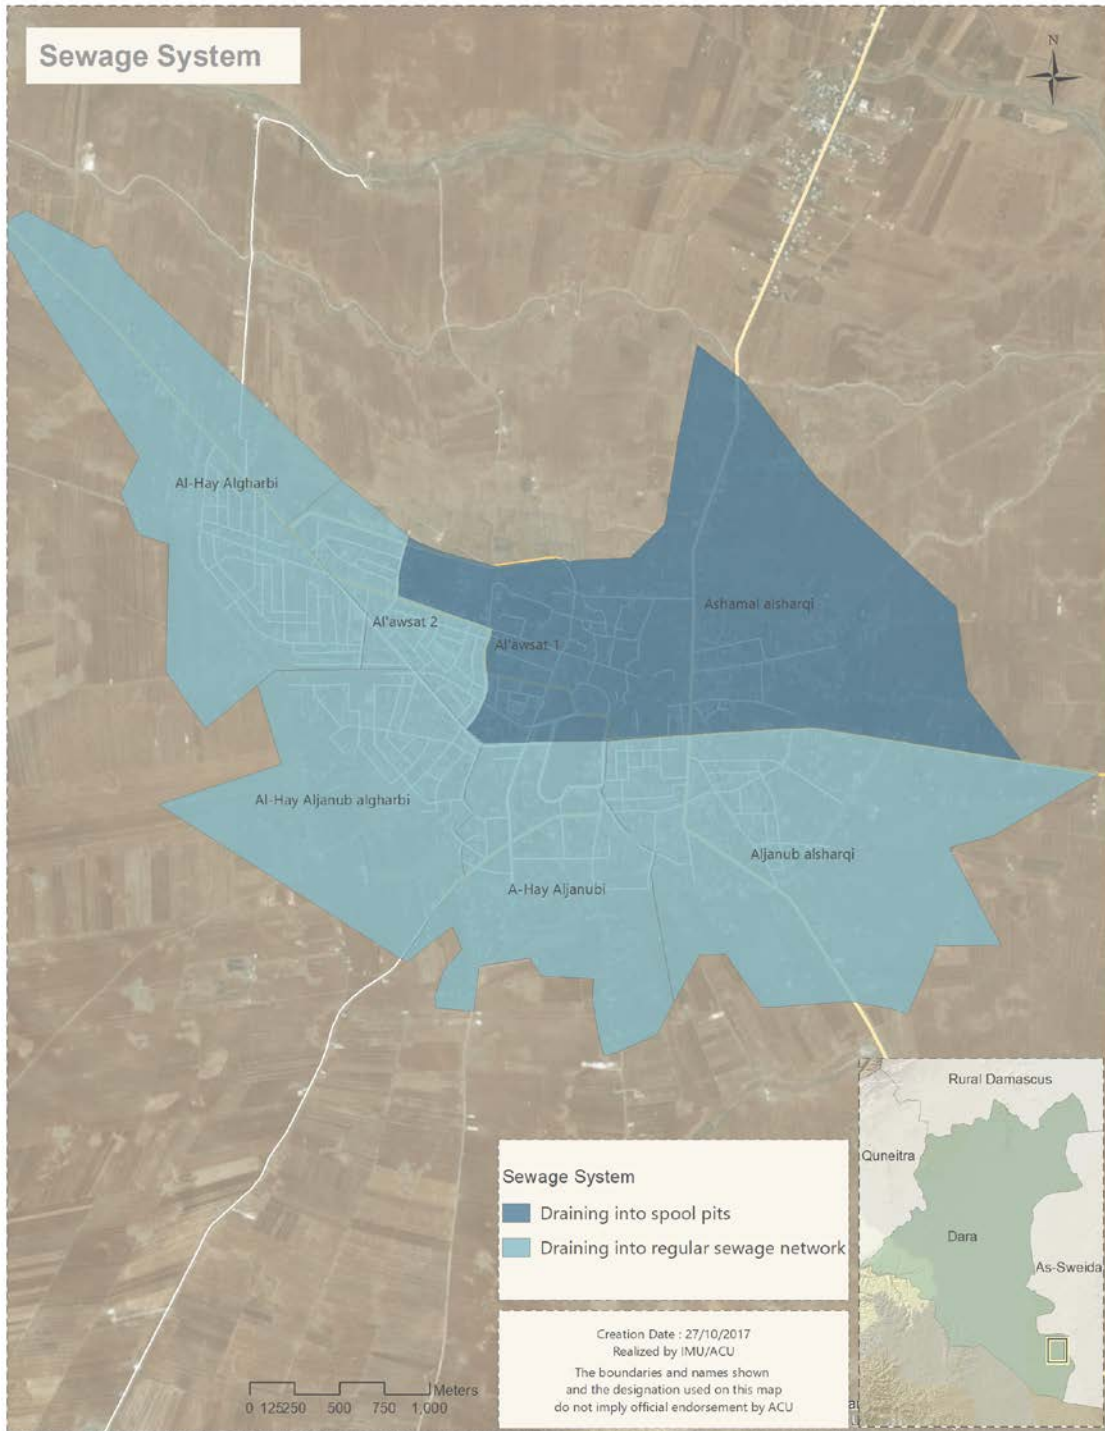 Sewage System
N
Al-Hay Algharbi
Ashamal alsharqi
Al'awsat 2
Al'awsat 1
Al-Hay Aljanub algharbi
Aljanub alsharqi
A-Hay Aljanubi
Rural Damascus
Quneitra
Dara
As-Sweida
Sewage System
Draining into spool pits
Draining into regular sewage network
Creation Date : 27/10/2017
Realized by IMU/ACU
The boundaries and names shown
and the designation used on this map
do not imply official endorsement by ACU
Meters
0 125250 500 750 1,000